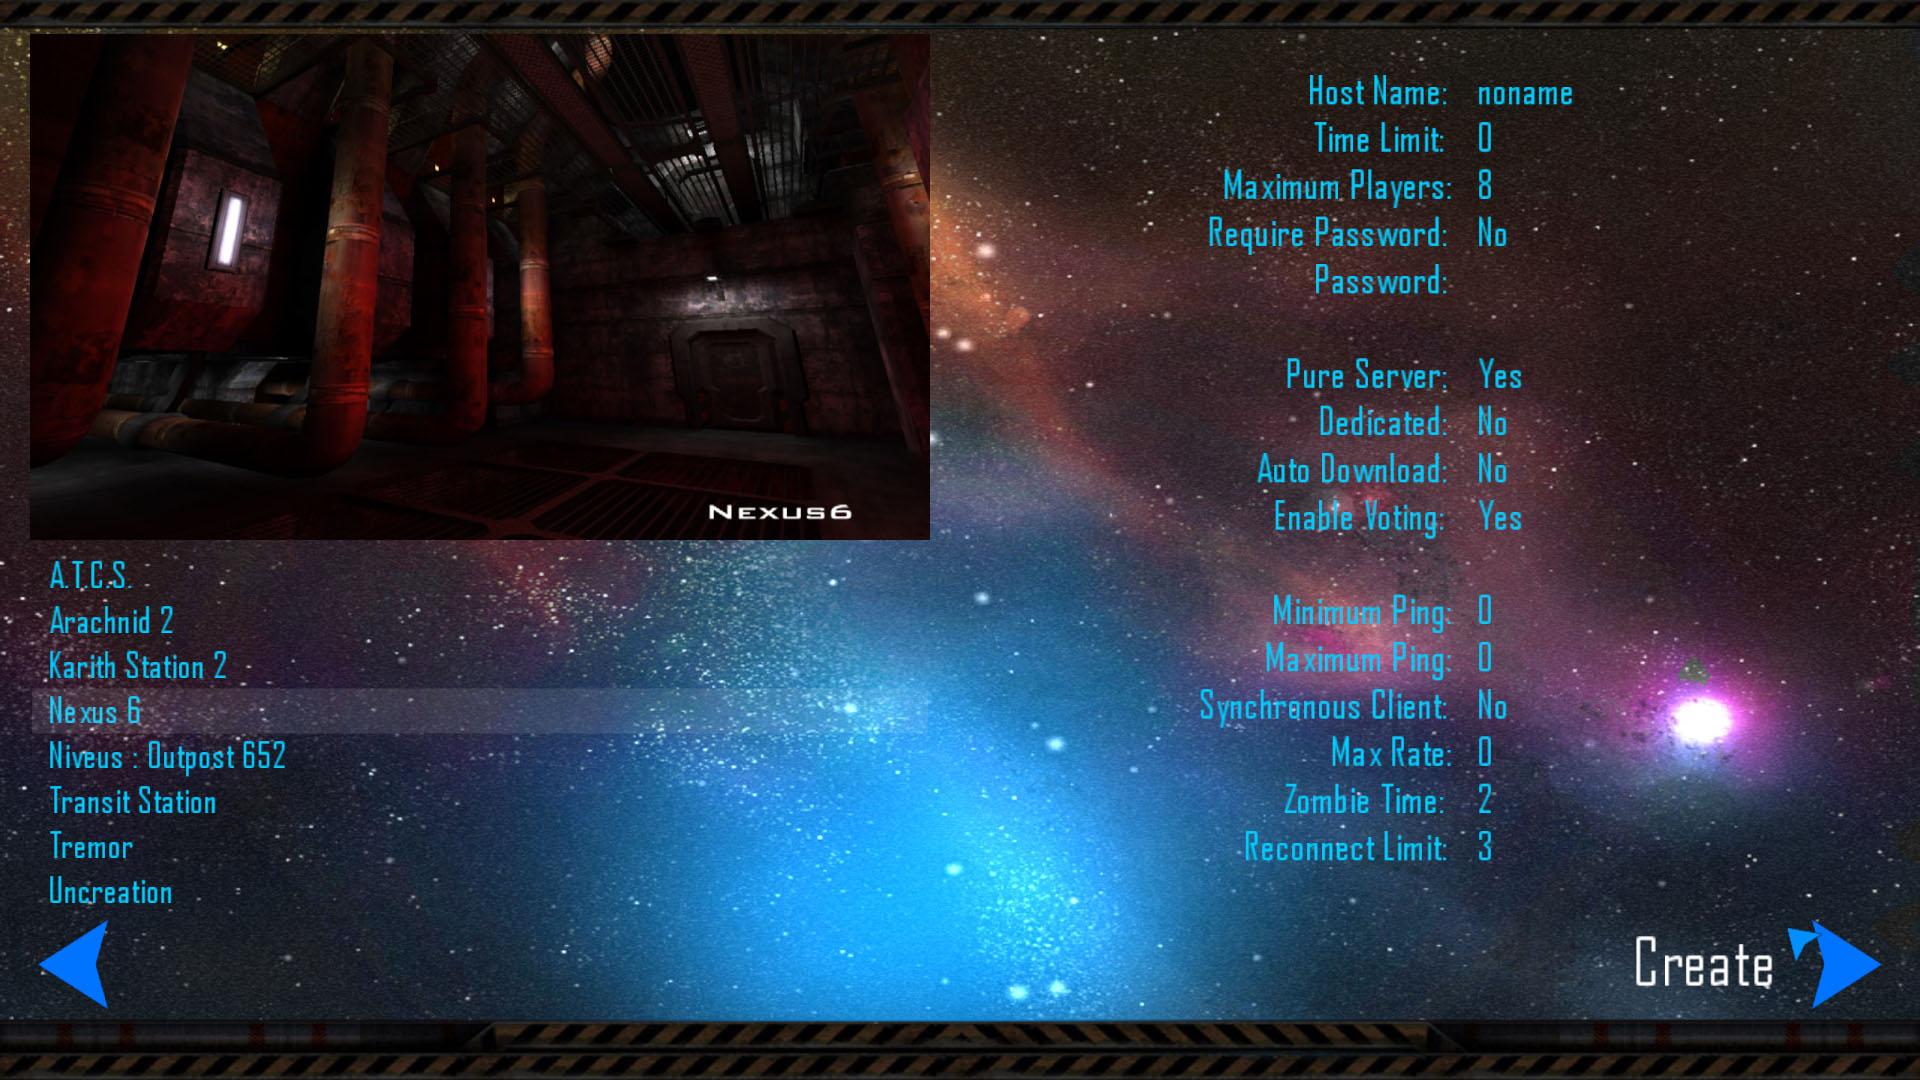 Nexus6
A.T.C.S.
Arachnid 2
Karith Station 2
Nexus 6
Niveus : Outpost 652
Transit Station
Tremor
Uncreation
Host Name: noname
Time Limit: 0
Maximum Players: 8
Require Password: No
Password:
Pure Server: Yes
Dedicated: No
Auto Download: No
Enable Voting: Yes
Minimum Ping: 0
Maximum Ping: 0
Synchronous Client: No
Max Rate: 0
Zombie Time: 2
Reconnect Limit: 3
Create